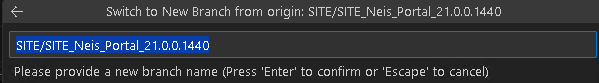 Switch to New Branch from origin: SITE/SITE_Neis_Portal_21.0.0.1440
SITE/SITE_Neis_Portal_21.0.0.1440
Please provide a new branch name (Press 'Enter' to confirm or 'Escape' to cancel)